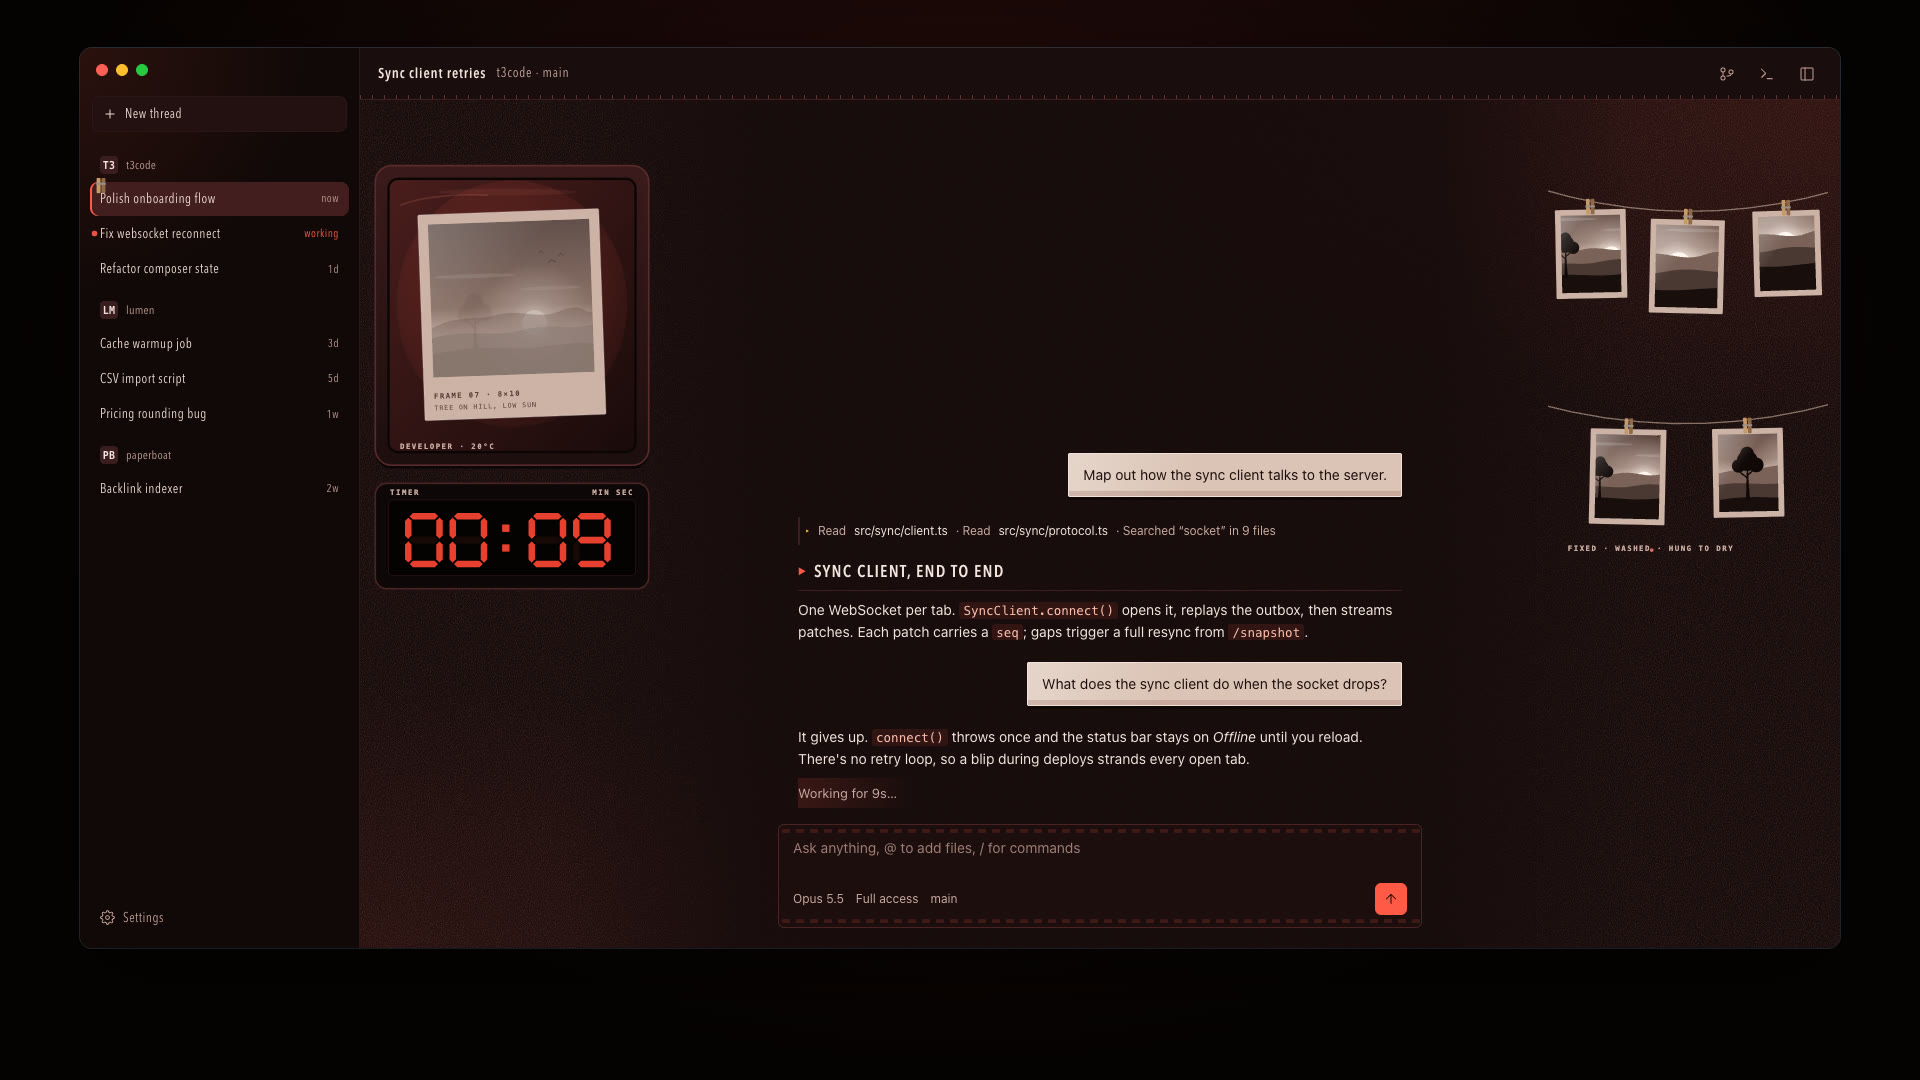 Sync client retries t3code · main
New thread
T3 t3code
Polish onboarding flow now
Fix websocket reconnect working
Refactor composer state 1d
LM lumen
Cache warmup job 3d
CSV import script 5d
Pricing rounding bug 1w
PB paperboat
Backlink indexer 2w
Settings
FRAME 07 · 8×10
TREE ON HILL, LOW SUN
DEVELOPER · 20°C
TIMER MIN SEC
00:09
Map out how the sync client talks to the server.
Read src/sync/client.ts · Read src/sync/protocol.ts · Searched “socket” in 9 files
SYNC CLIENT, END TO END
One WebSocket per tab. SyncClient.connect() opens it, replays the outbox, then streams
patches. Each patch carries a seq; gaps trigger a full resync from /snapshot.
What does the sync client do when the socket drops?
It gives up. connect() throws once and the status bar stays on Offline until you reload.
There's no retry loop, so a blip during deploys strands every open tab.
Working for 9s...
Ask anything, @ to add files, / for commands
Opus 5.5 Full access main
FIXED · WASHED · HUNG TO DRY